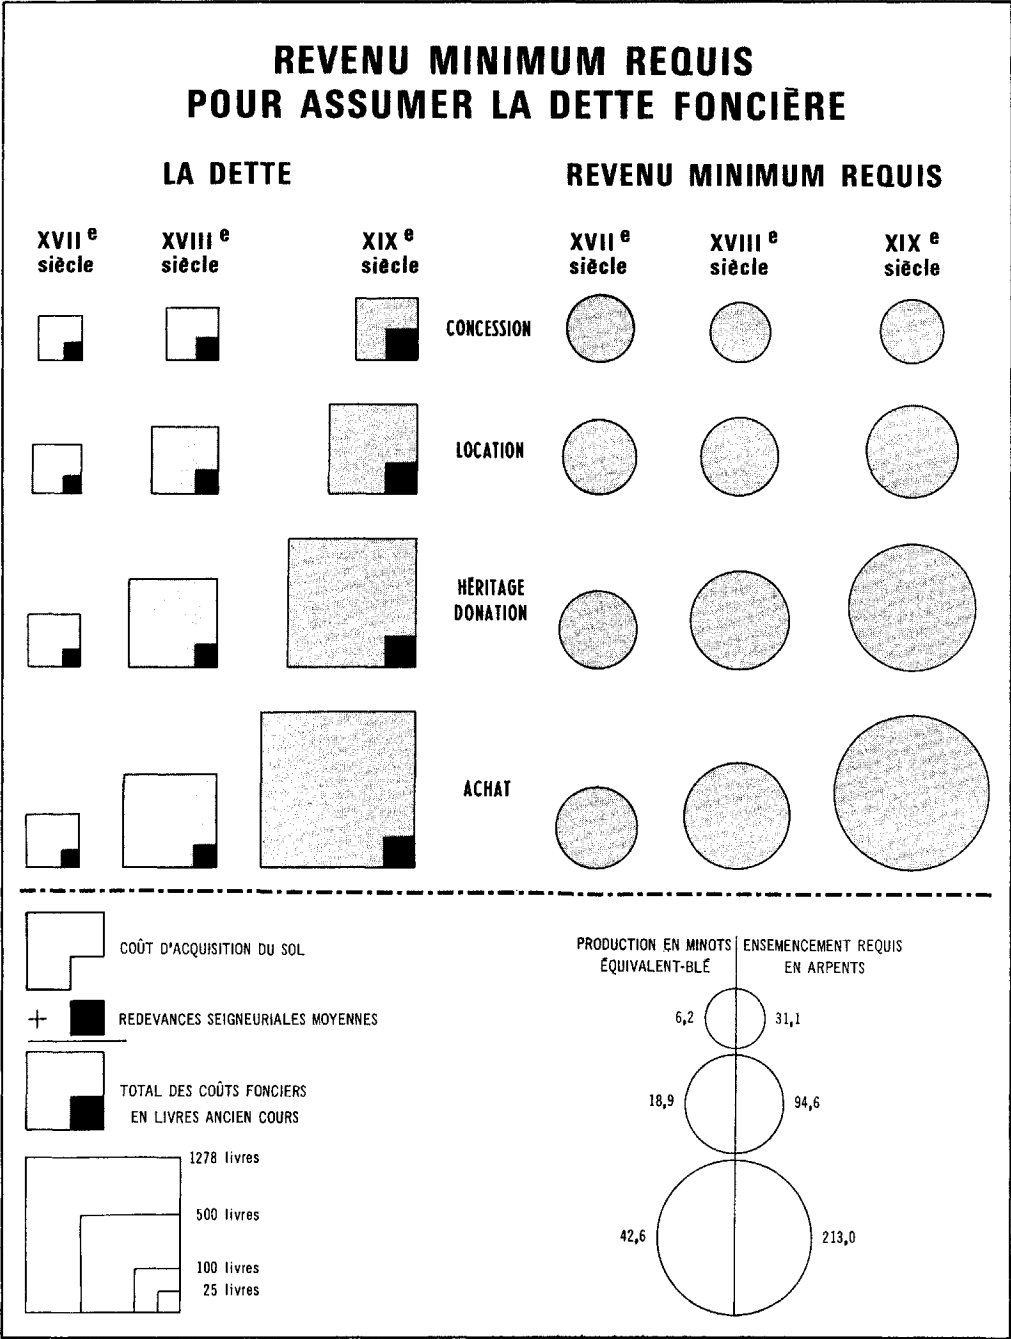 REVENU MINIMUM REQUIS
POUR ASSUMER LA DETTE FONCIÈRE
LA DETTE
REVENU MINIMUM REQUIS
XVII e siècle
XVIII e siècle
XIX e siècle
XVII e siècle
XVIII e siècle
XIX e siècle
CONCESSION
LOCATION
HÉRITAGE
DONATION
ACHAT
COÛT D'ACQUISITION DU SOL
+ REDEVANCES SEIGNEURIALES MOYENNES
TOTAL DES COÛTS FONCIERS
EN LIVRES ANCIEN COURS
1278 livres
500 livres
100 livres
25 livres
PRODUCTION EN MINOTS
ÉQUIVALENT-BLÉ
ENSEMENCEMENT REQUIS
EN ARPENTS
6,2 31,1
18,9 94,6
42,6 213,0